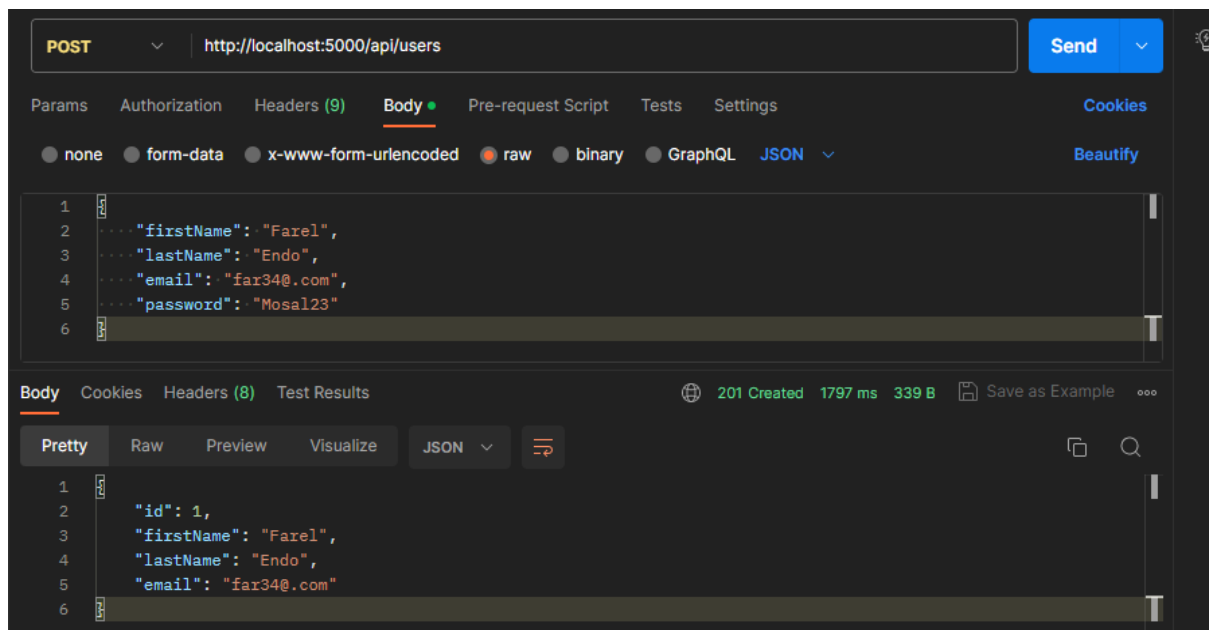 POST http://localhost:5000/api/users Send
Params Authorization Headers (9) Body Pre-request Script Tests Settings Cookies
none form-data x-www-form-urlencoded raw binary GraphQL JSON Beautify
1 {
2 "firstName": "Farel",
3 "lastName": "Endo",
4 "email": "far34@.com",
5 "password": "Mosal23"
6 }
Body Cookies Headers (8) Test Results 201 Created 1797 ms 339 B Save as Example
Pretty Raw Preview Visualize JSON
1 {
2 "id": 1,
3 "firstName": "Farel",
4 "lastName": "Endo",
5 "email": "far34@.com"
6 }